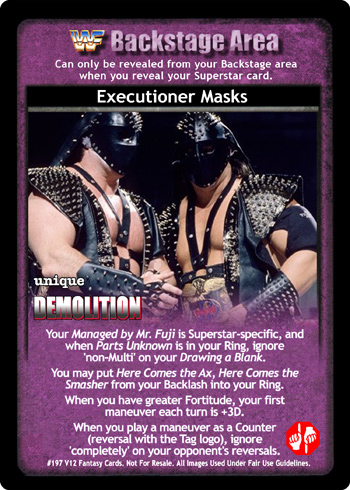 WF Backstage Area
Can only be revealed from your Backstage area
when you reveal your Superstar card.
Executioner Masks
unique
DEMOLITION
Your Managed by Mr. Fuji is Superstar-specific, and
when Parts Unknown is in your Ring, ignore
'non-Multi' on your Drawing a Blank.
You may put Here Comes the Ax, Here Comes the
Smasher from your Backlash into your Ring.
When you have greater Fortitude, your first
maneuver each turn is +3D.
When you play a maneuver as a Counter
(reversal with the Tag logo), ignore
'completely' on your opponent's reversals.
#197 V12 Fantasy Cards. Not For Resale. All Images Used Under Fair Use Guidelines.